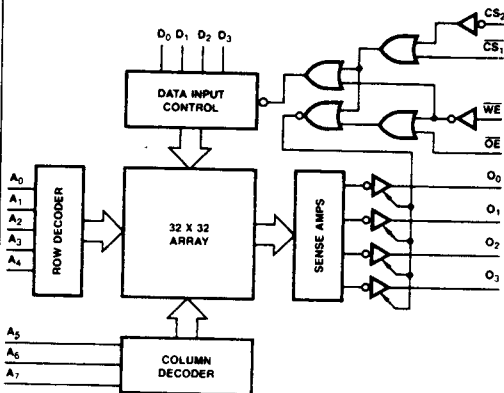 CS2
D0 D1 D2 D3
CS1
DATA INPUT
CONTROL
WE
OE
A0
A1
A2
A3
A4
ROW DECODER
32 X 32
ARRAY
SENSE AMPS
O0
O1
O2
O3
A5
A6
A7
COLUMN
DECODER